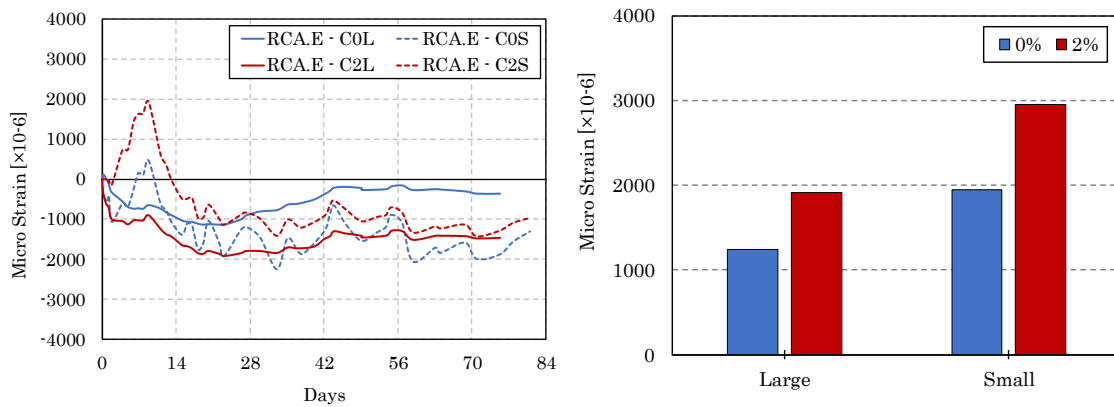 4000
3000
2000
1000
0
-1000
-2000
-3000
-4000
Micro Strain [×10-6]
RCA.E - C0L RCA.E - C0S
RCA.E - C2L RCA.E - C2S
0 14 28 42 56 70 84
Days
4000
3000
2000
1000
0
Micro Strain [×10-6]
0% 2%
Large Small